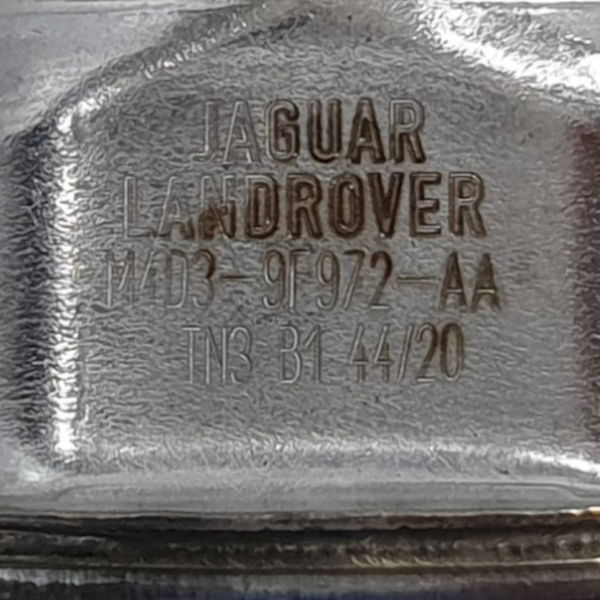 JAGUAR
LANDROVER
M4D3-9F972-AA
TN3 B1 44/20